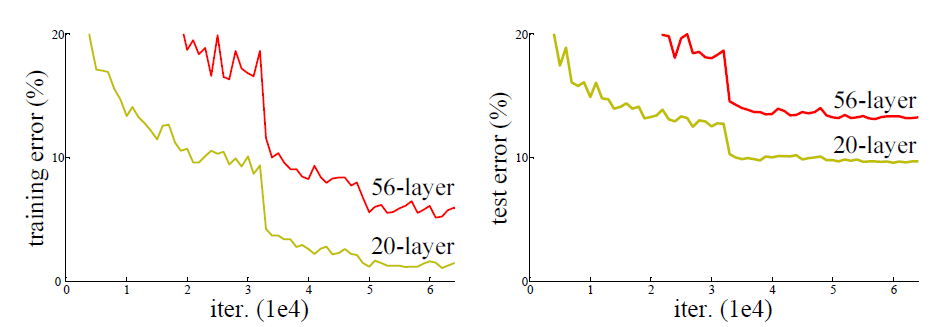 training error (%)
20
10
0
56-layer
20-layer
0 1 2 3 4 5 6
iter. (1e4)
test error (%)
20
10
0
56-layer
20-layer
0 1 2 3 4 5 6
iter. (1e4)